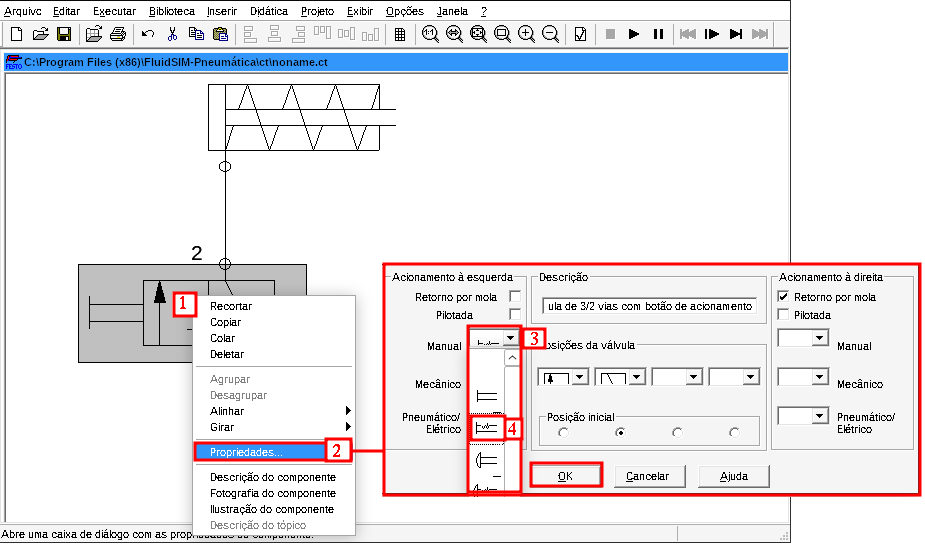 Arquivo Editar Executar Biblioteca Inserir Didática Projeto Exibir Opções Janela ?
FESTO C:\Program Files (x86)\FluidSIM-Pneumática\ct\noname.ct
2
1
Recortar
Copiar
Colar
Deletar
Agrupar
Desagrupar
Alinhar
Girar
Propriedades... 2
Descrição do componente
Fotografia do componente
Ilustração do componente
Descrição do tópico
Acionamento à esquerda
Retorno por mola
Pilotada
Manual
3
Mecânico
Pneumático/
Elétrico
4
Descrição
ula de 3/2 vias com botão de acionamento
osições da válvula
Posição inicial
OK Cancelar Ajuda
Acionamento à direita
Retorno por mola
Pilotada
Manual
Mecânico
Pneumático/
Elétrico
Abre uma caixa de diálogo com as